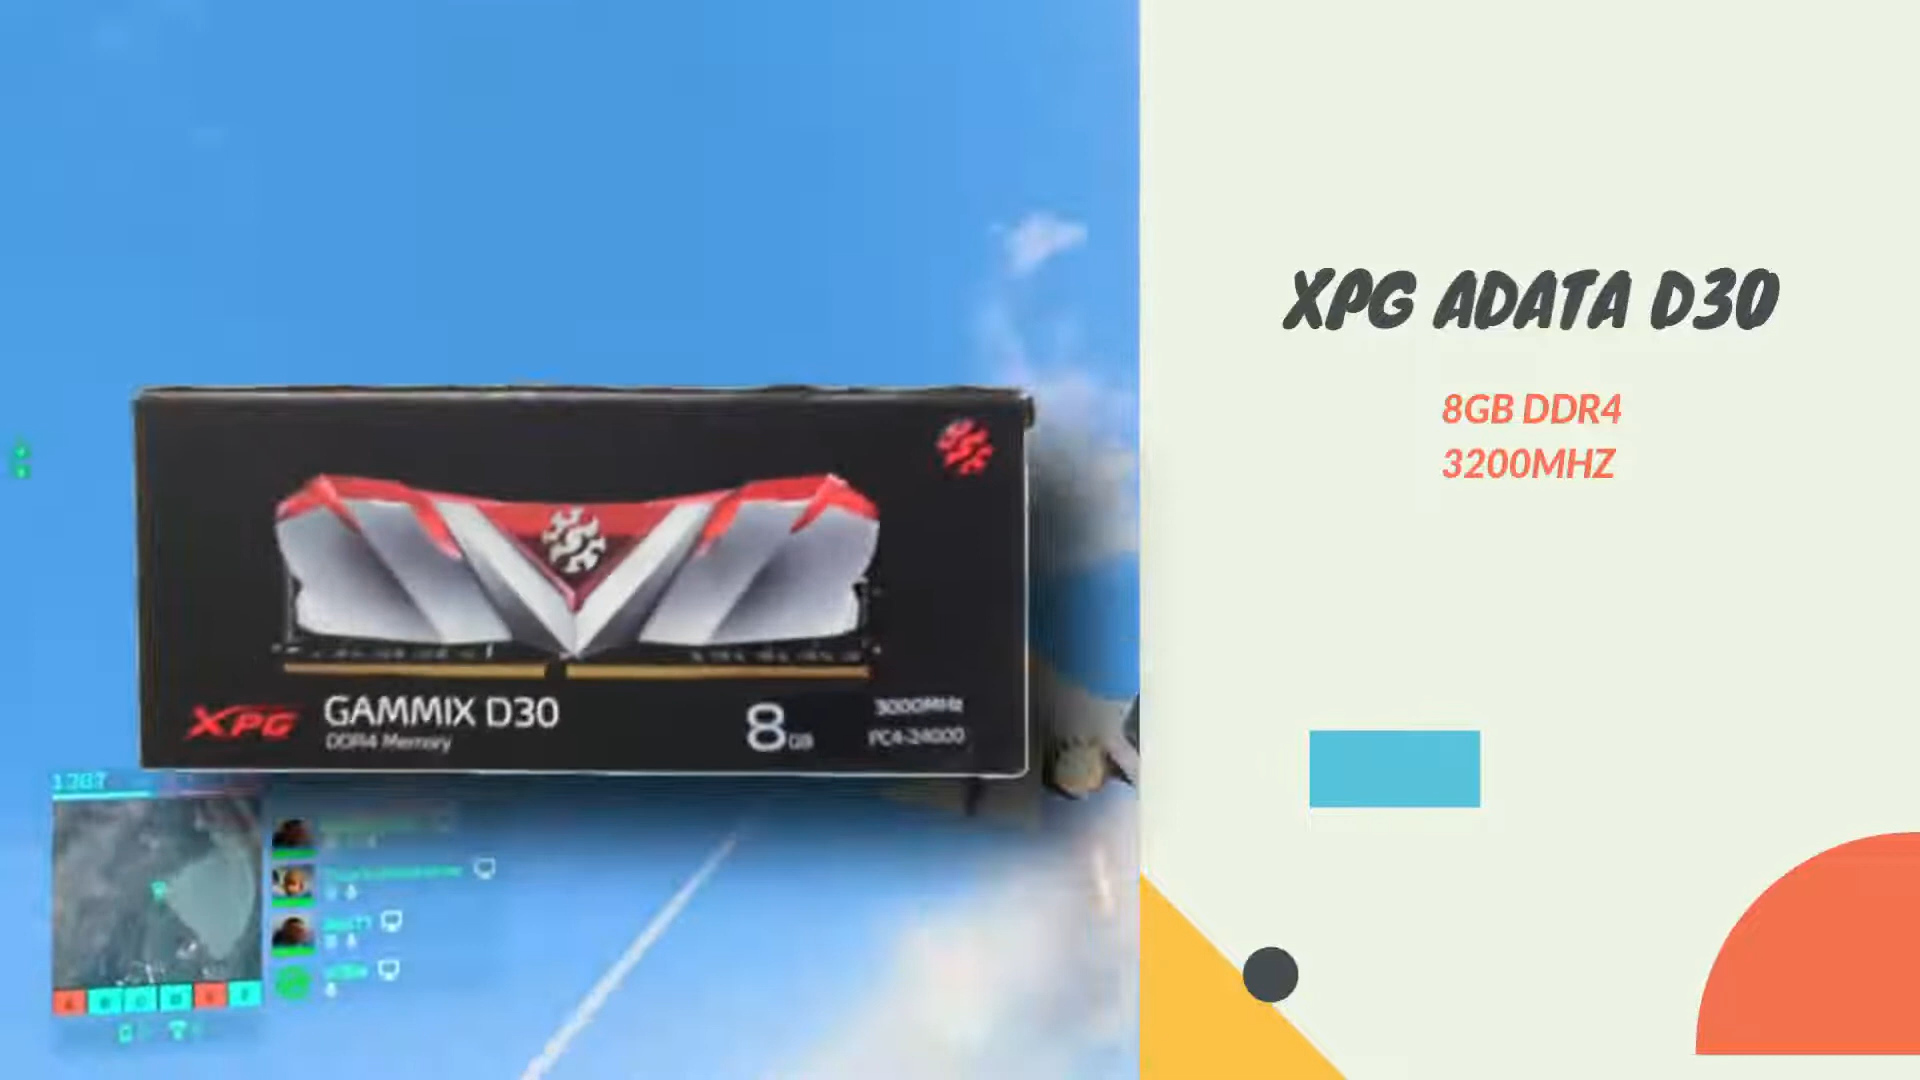 XPG ADATA D30
8GB DDR4
3200MHZ
XPG
GAMMIX D30
DDR4 Memory
8GB
3000MHz
PC4-24000